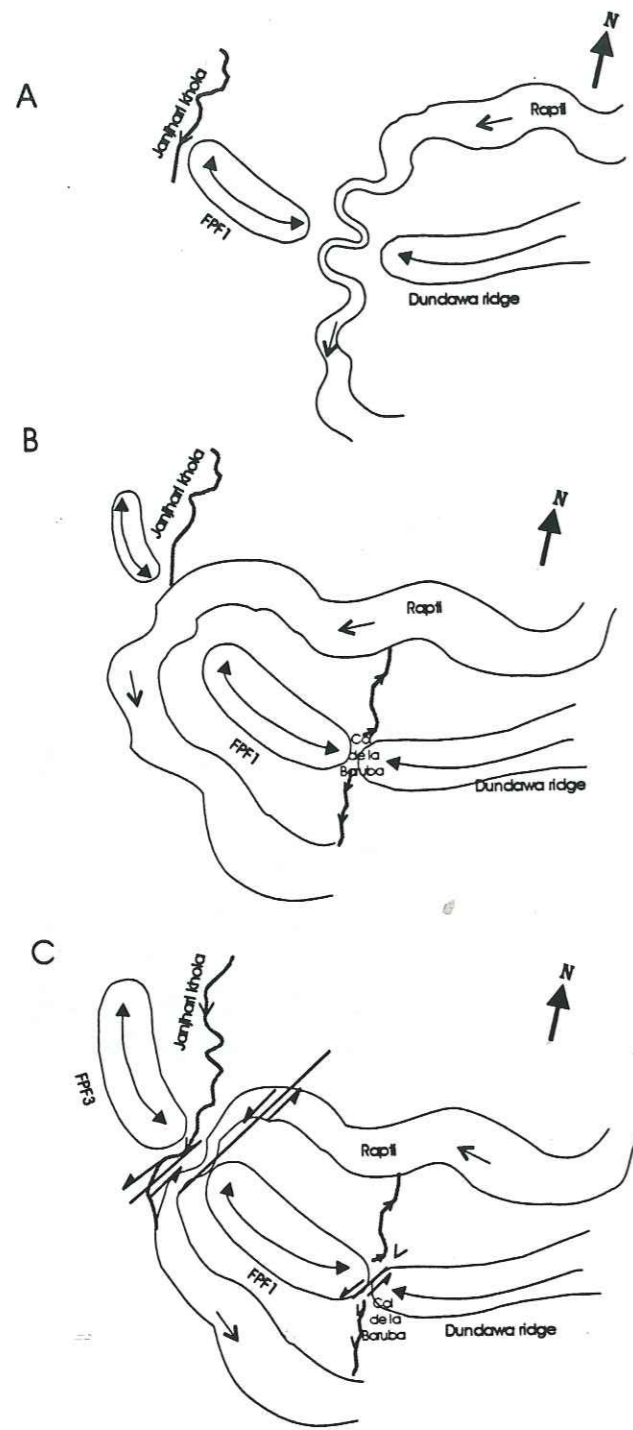 A
N
Janjhari khola
Rapti
FPF1
Dundawa ridge
B
Janjhari khola
N
Rapti
FPF1
Col
de la
Baruba
Dundawa ridge
C
Janjhari khola
N
FPF3
Rapti
FPF1
Col
de la
Baruba
Dundawa ridge